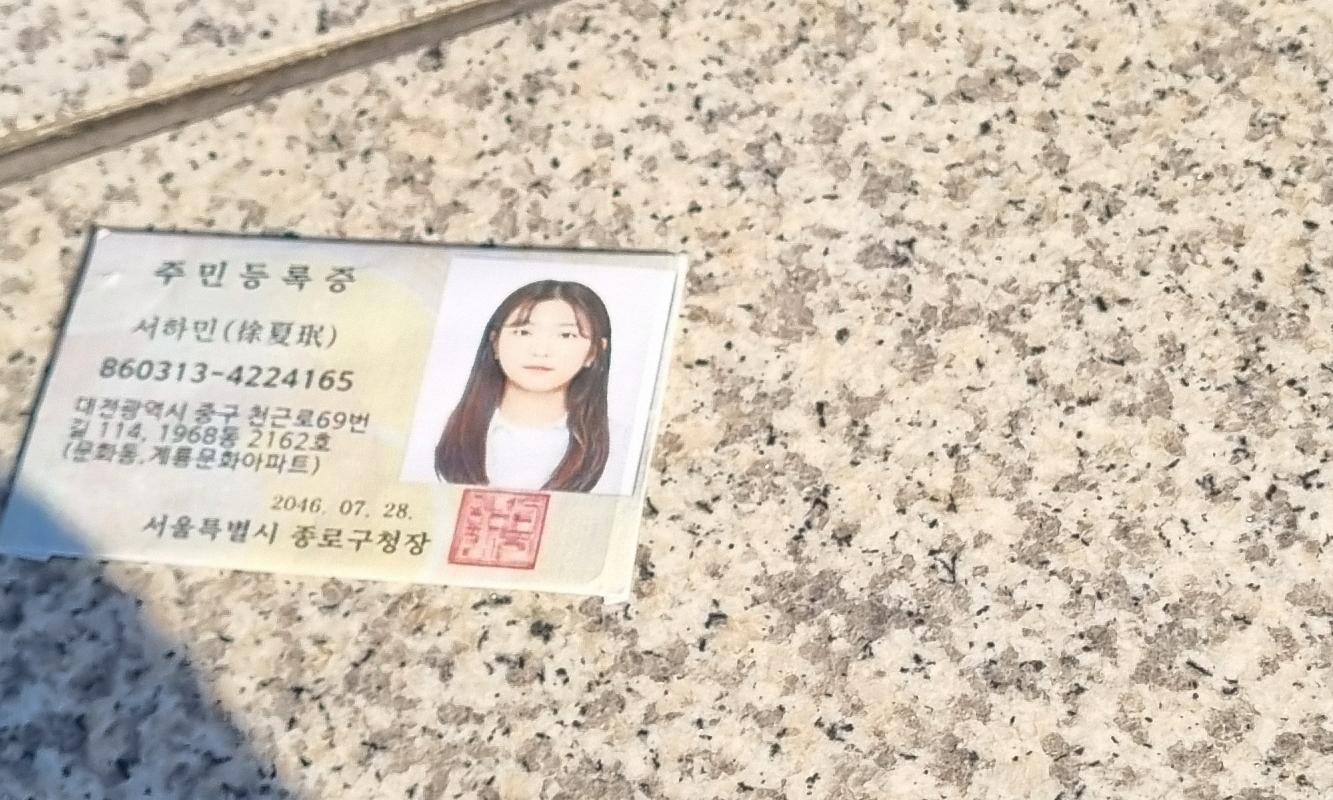 주민등록증
서하민(徐夏珉)
860313-4224165
대전광역시 중구 천근로69번
길 114, 1968동 2162호
(문화동,계룡문화아파트)
2046. 07. 28.
서울특별시 종로구청장